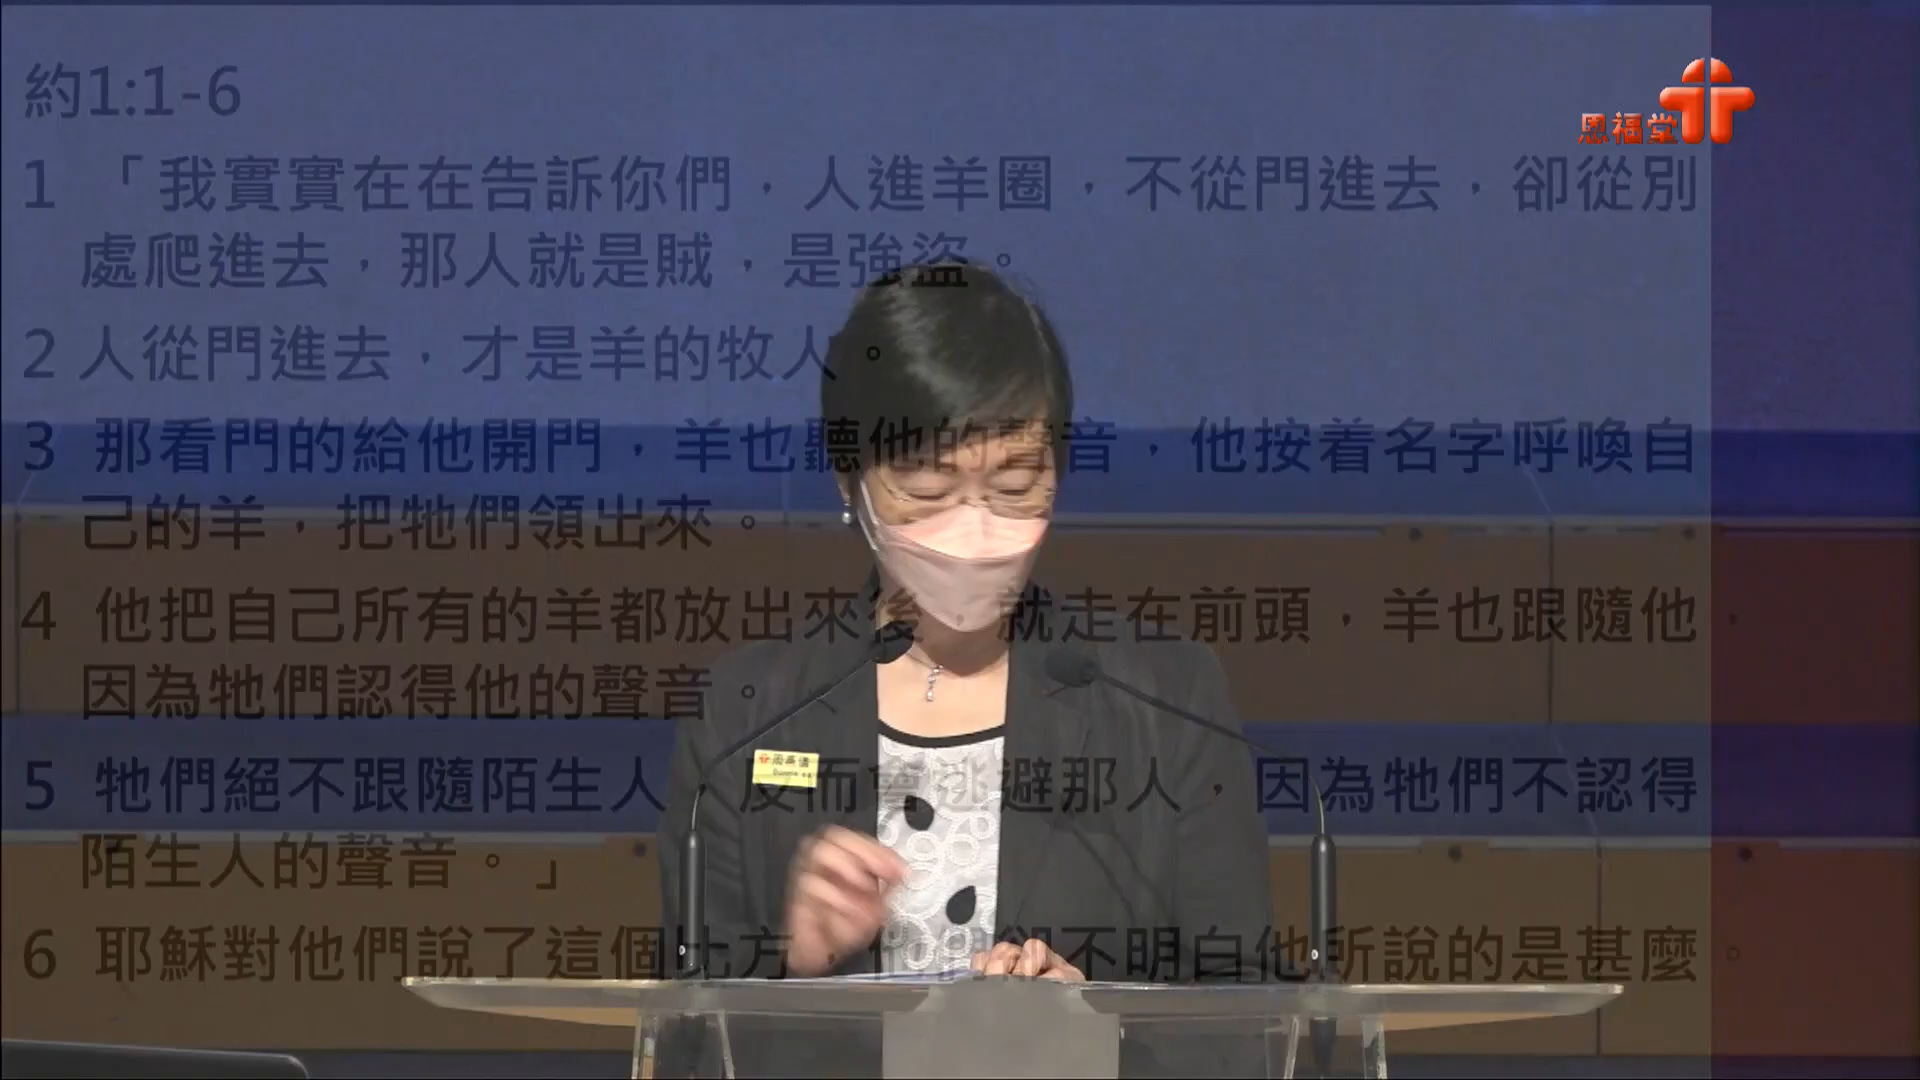 約1:1-6
恩福堂
1 「我實實在在告訴你們，人進羊圈，不從門進去，卻從別
處爬進去，那人就是賊，是強盜。
2 人從門進去，才是羊的牧人。
3 那看門的給他開門，羊也聽他的聲音，他按着名字呼喚自
己的羊，把牠們領出來。
4 他把自己所有的羊都放出來後，就走在前頭，羊也跟隨他，
因為牠們認得他的聲音。
5 牠們絕不跟隨陌生人，反而會逃避那人，因為牠們不認得
陌生人的聲音。」
6 耶穌對他們說了這個比方，他們卻不明白他所說的是甚麼。